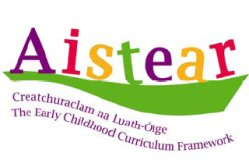 Aistear
Creatchuraclam na Luath-Óige
The Early Childhood Curriculum Framework